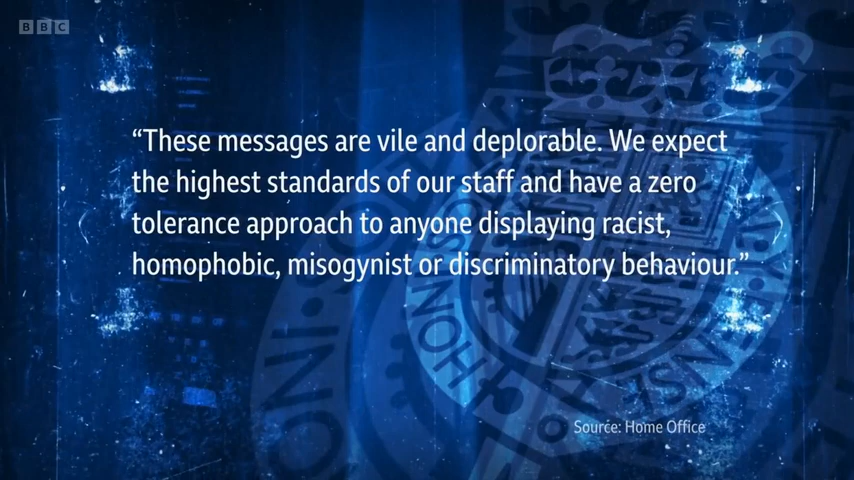 BBC
“These messages are vile and deplorable. We expect
the highest standards of our staff and have a zero
tolerance approach to anyone displaying racist,
homophobic, misogynist or discriminatory behaviour.”
Source: Home Office